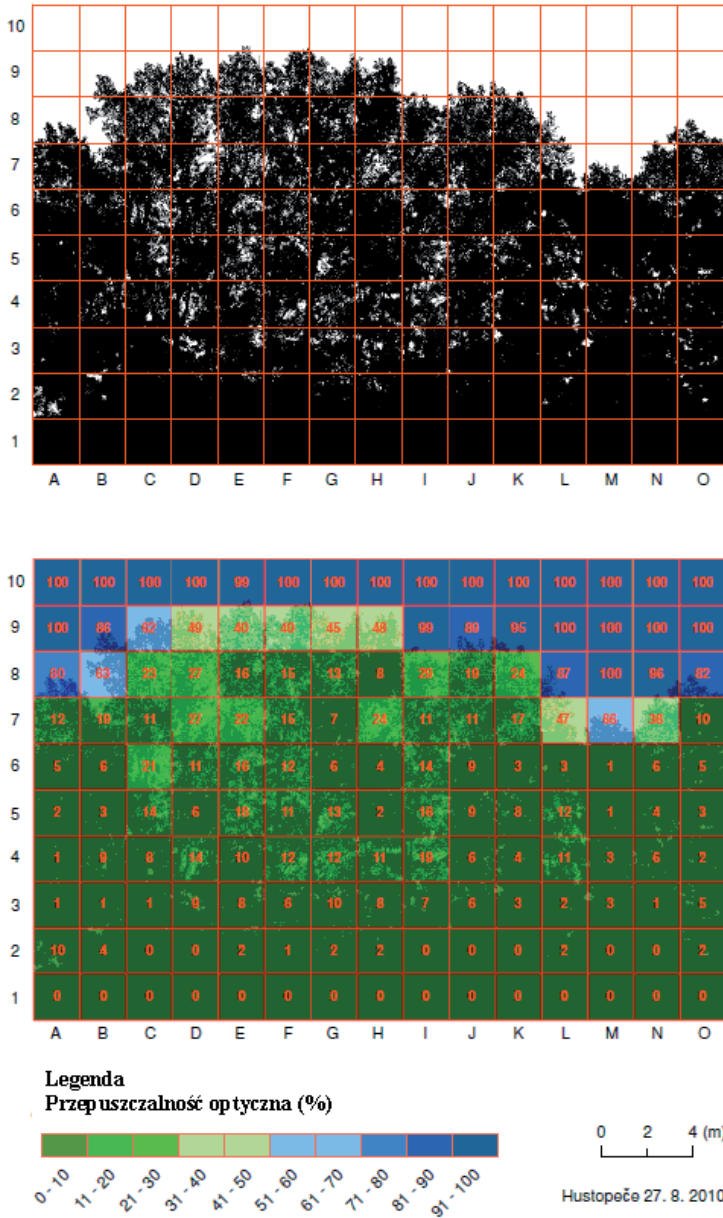 10
9
8
7
6
5
4
3
2
1
A B C D E F G H I J K L M N O
10 100 100 100 100 99 100 100 100 100 100 100 100 100 100 100
9 100 86 62 49 40 45 48 99 89 95 100 100 100 100
8 80 63 23 27 16 15 13 8 19 24 87 100 96 82
7 12 19 11 27 22 15 7 24 11 11 17 47 66 10
6 5 6 21 11 16 12 6 4 14 9 3 3 1 6 5
5 2 3 14 6 18 11 13 2 16 9 8 12 1 4 3
4 1 9 8 14 10 12 12 11 19 6 4 11 3 6 2
3 1 1 1 9 8 6 10 8 7 6 3 2 3 1 5
2 10 4 0 0 2 1 2 2 0 0 0 2 0 0 2
1 0 0 0 0 0 0 0 0 0 0 0 0 0 0 0
A B C D E F G H I J K L M N O
Legenda
Przepuszczalność optyczna (%)
0 - 10 11 - 20 21 - 30 31 - 40 41 - 50 51 - 60 61 - 70 71 - 80 81 - 90 91 - 100
0 2 4 (m)
Hustopeče 27. 8. 2010